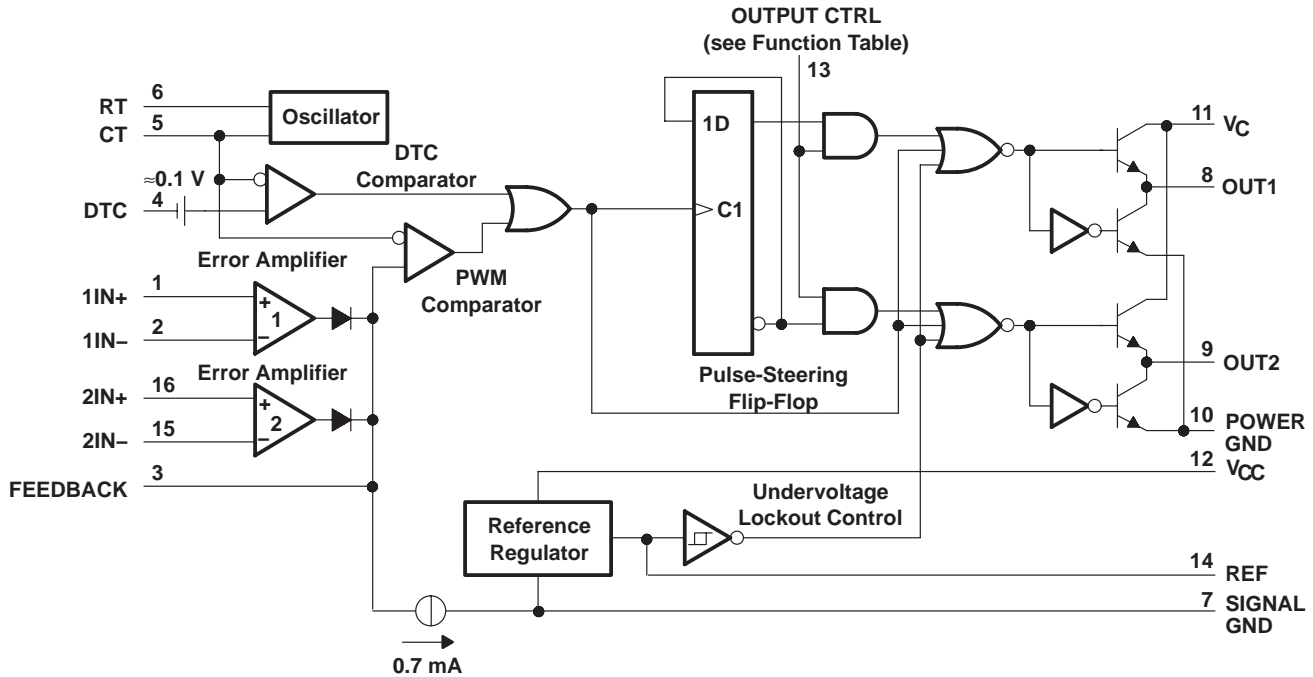 OUTPUT CTRL
(see Function Table)
13
RT
6
Oscillator
CT
5
DTC
Comparator
≈0.1 V
DTC
4
1D
C1
11
VC
8
OUT1
Error Amplifier
PWM
Comparator
1IN+
1
+
1
−
1IN−
2
Error Amplifier
2IN+
16
+
2
−
2IN−
15
Pulse-Steering
Flip-Flop
9
OUT2
10
POWER
GND
FEEDBACK
3
12
VCC
Reference
Regulator
Undervoltage
Lockout Control
14
REF
7
SIGNAL
GND
0.7 mA